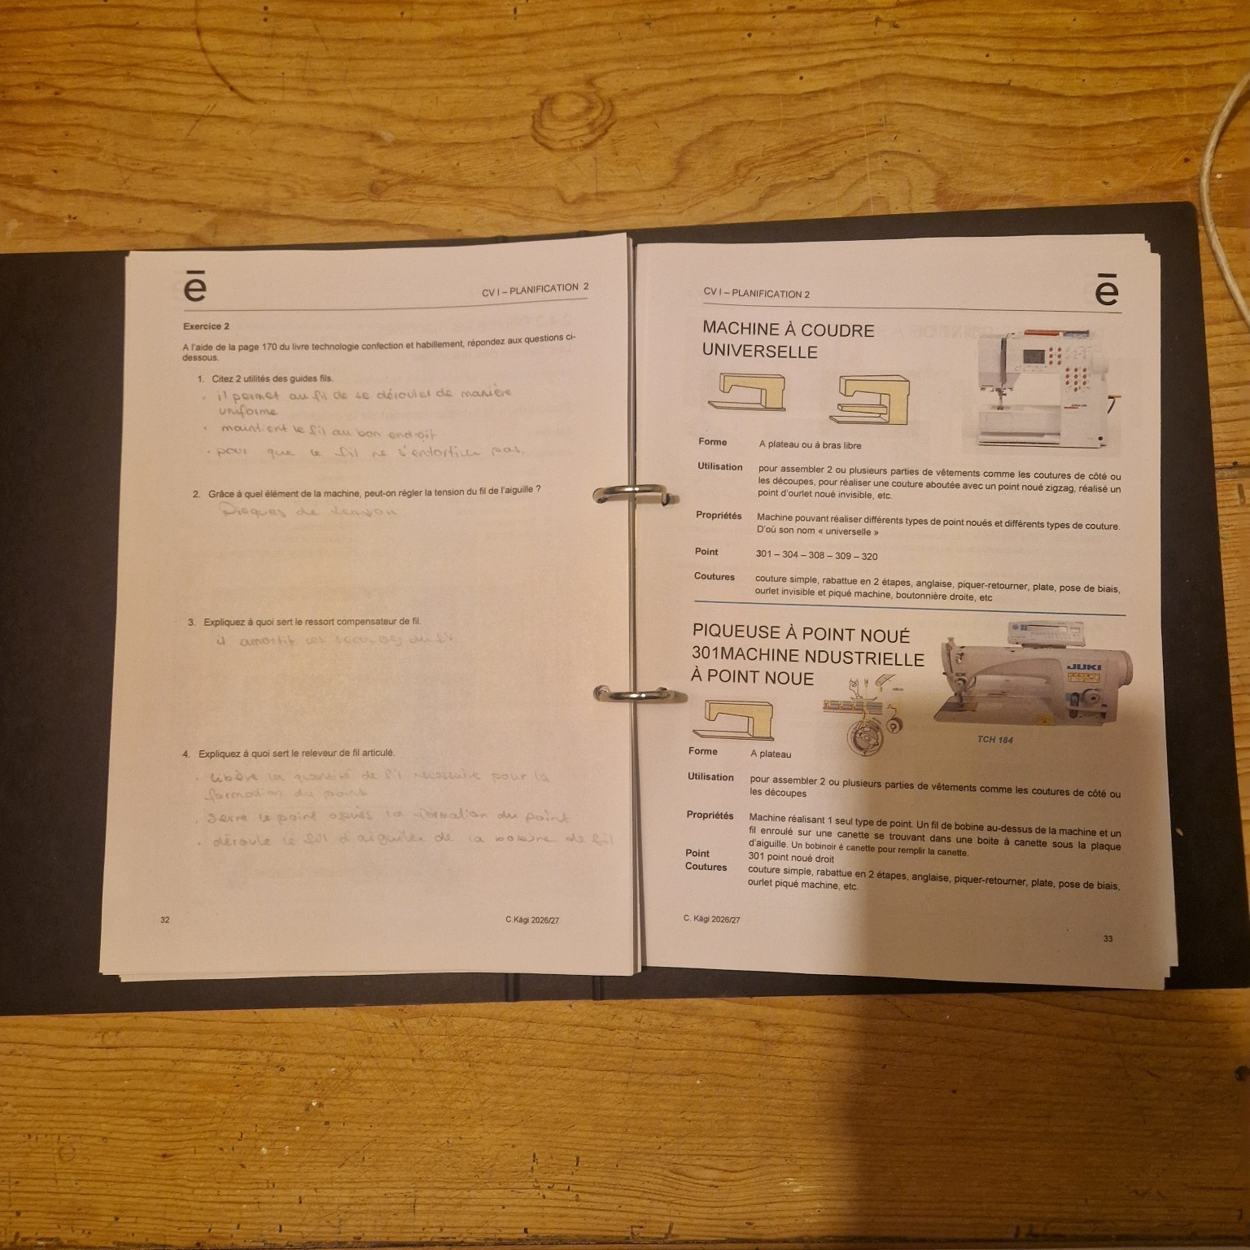 ē
CV I – PLANIFICATION 2
Exercice 2
A l'aide de la page 170 du livre technologie confection et habillement, répondez aux questions ci-
dessous.
1. Citez 2 utilités des guides fils.
· il permet au fil de se dérouler de manière
uniforme
· maintient le fil au bon endroit
· pour que le fil ne s'entortille pas.
2. Grâce à quel élément de la machine, peut-on régler la tension du fil de l'aiguille ?
Disques de tension
3. Expliquez à quoi sert le ressort compensateur de fil.
il amortit les secousses du fil
4. Expliquez à quoi sert le releveur de fil articulé.
· libère la quantité de fil nécessaire pour la
formation du point
· serre le point après la formation du point
· déroule le fil d'aiguille de la bobine de fil
32
C.Kägi 2026/27
CV I – PLANIFICATION 2
ē
MACHINE À COUDRE
UNIVERSELLE
Forme A plateau ou à bras libre
Utilisation pour assembler 2 ou plusieurs parties de vêtements comme les coutures de côté ou
les découpes, pour réaliser une couture aboutée avec un point noué zigzag, réalisé un
point d'ourlet noué invisible, etc.
Propriétés Machine pouvant réaliser différents types de point noués et différents types de couture.
D'où son nom « universelle »
Point 301 – 304 – 308 – 309 – 320
Coutures couture simple, rabattue en 2 étapes, anglaise, piquer-retourner, plate, pose de biais,
ourlet invisible et piqué machine, boutonnière droite, etc
PIQUEUSE À POINT NOUÉ
301MACHINE NDUSTRIELLE
À POINT NOUE
JUKI
TCH 184
Forme A plateau
Utilisation pour assembler 2 ou plusieurs parties de vêtements comme les coutures de côté ou
les découpes
Propriétés Machine réalisant 1 seul type de point. Un fil de bobine au-dessus de la machine et un
fil enroulé sur une canette se trouvant dans une boite à canette sous la plaque
d'aiguille. Un bobinoir é canette pour remplir la canette.
Point 301 point noué droit
Coutures couture simple, rabattue en 2 étapes, anglaise, piquer-retourner, plate, pose de biais,
ourlet piqué machine, etc.
C. Kägi 2026/27
33